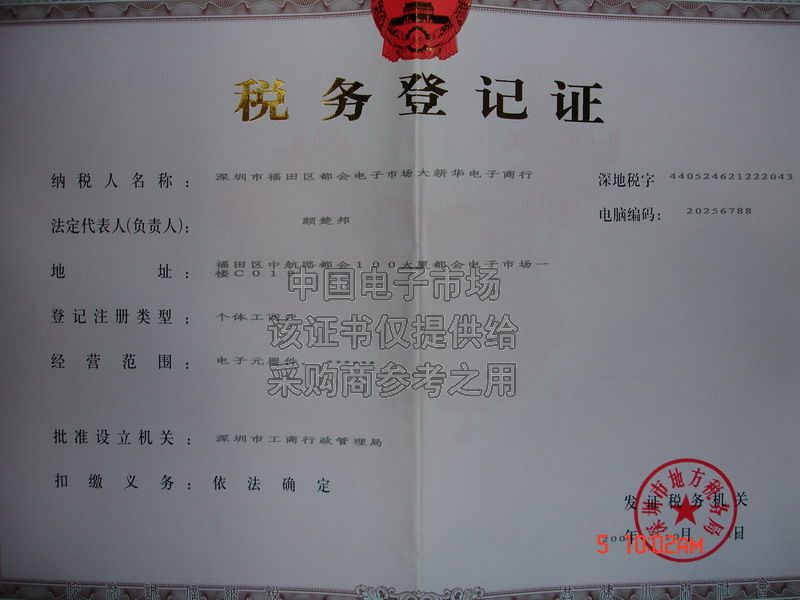 税务登记证
纳税人名称： 深圳市福田区都会电子市场大新华电子商行
深地税字 440524621222043
法定代表人(负责人)： 颜楚邦
电脑编码： 20256788
地址： 福田区中航路都会100大厦都会电子市场一
楼C019
中国电子市场
登记注册类型： 个体工商户
该证书仅提供给
经营范围： 电子元器件
采购商参考之用
批准设立机关： 深圳市工商行政管理局
扣缴义务： 依法确定
发证税务机关
深圳市地方税务局
月 日
5 10:02AM